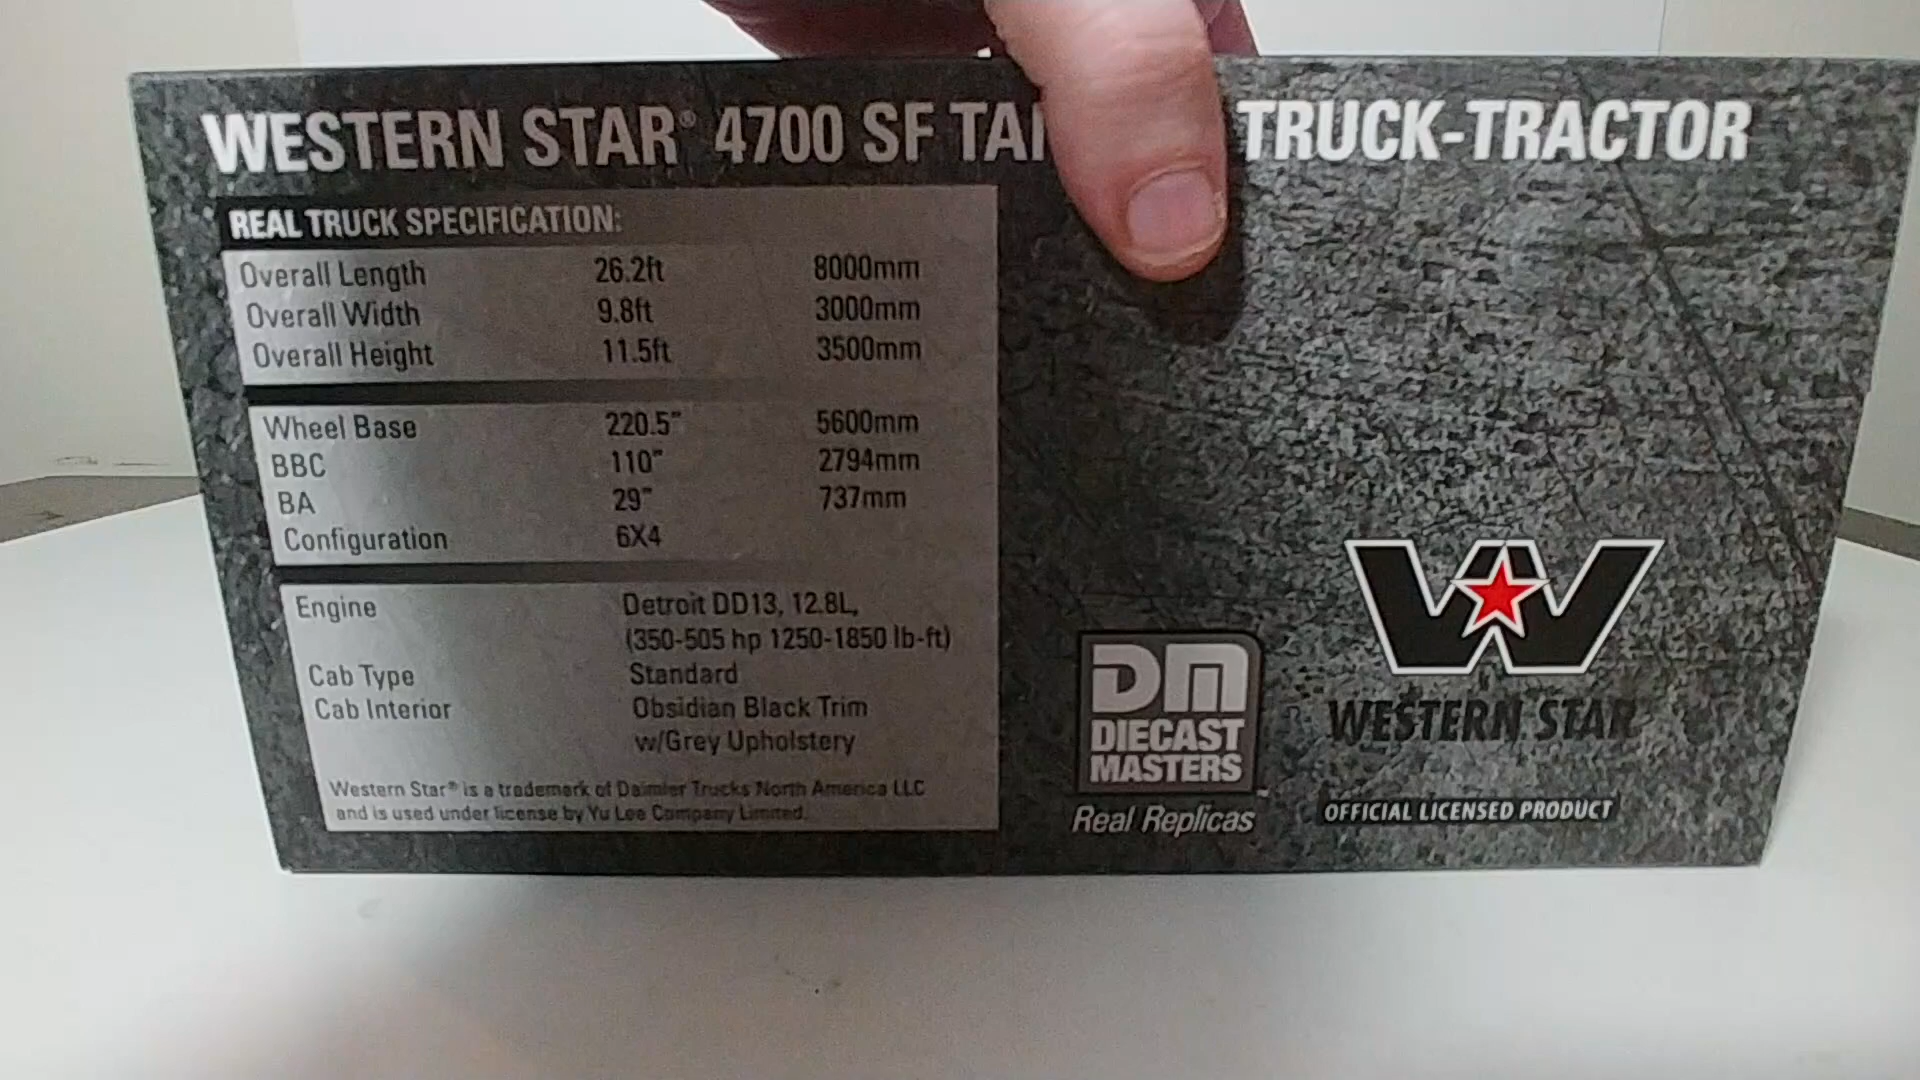 WESTERN STAR® 4700 SF TRUCK-TRACTOR
REAL TRUCK SPECIFICATION:
Overall Length 26.2ft 8000mm
Overall Width 9.8ft 3000mm
Overall Height 11.5ft 3500mm
Wheel Base 220.5" 5600mm
BBC 110" 2794mm
BA 29" 737mm
Configuration 6X4
Engine Detroit DD13, 12.8L,
(350-505 hp 1250-1850 lb-ft)
Cab Type Standard
Cab Interior Obsidian Black Trim
w/Grey Upholstery
Western Star® is a trademark of Daimler Trucks North America LLC
and is used under license by Yu Lee Company Limited.
DM
DIECAST
MASTERS
Real Replicas
WESTERN STAR
OFFICIAL LICENSED PRODUCT